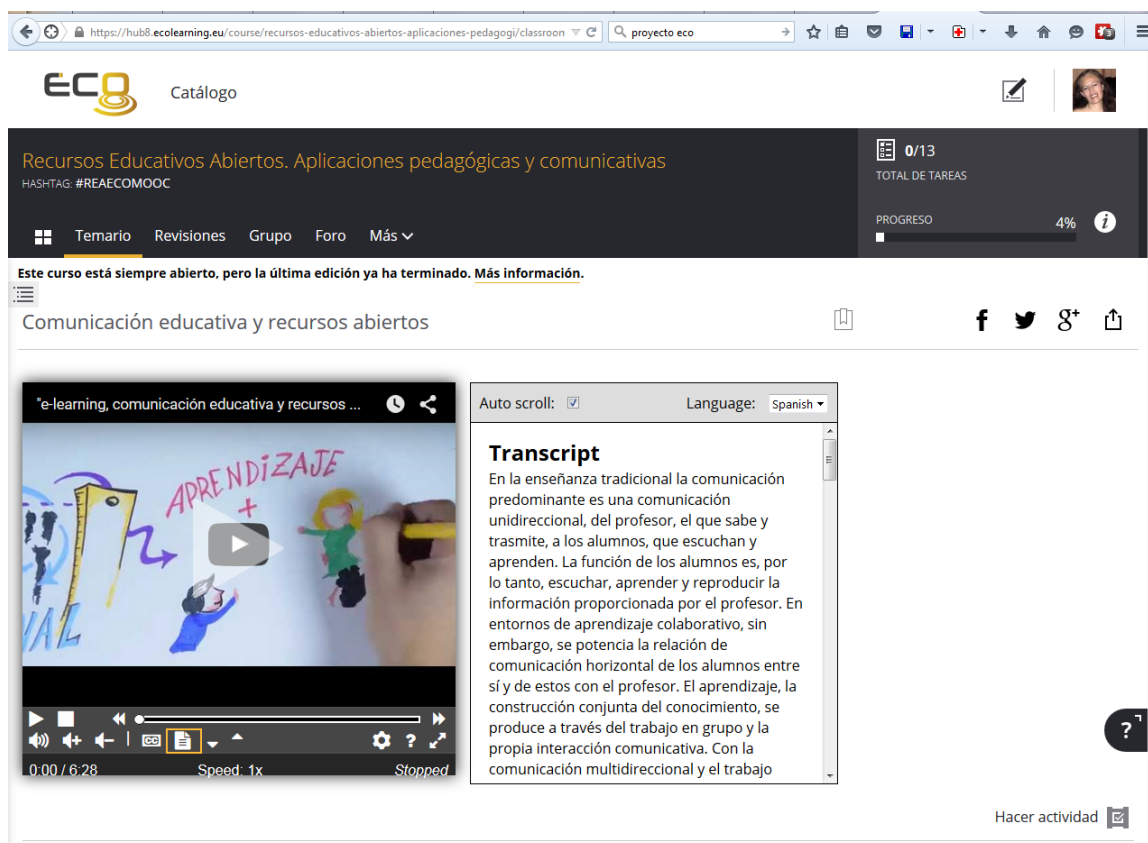 https://hub8.ecolearning.eu/course/recursos-educativos-abiertos-aplicaciones-pedagogi/classroon
proyecto eco
eco
Catálogo
Recursos Educativos Abiertos. Aplicaciones pedagógicas y comunicativas
HASHTAG: #REAECOMOOC
0/13
TOTAL DE TAREAS
Temario Revisiones Grupo Foro Más
PROGRESO 4% i
Este curso está siempre abierto, pero la última edición ya ha terminado. Más información.
Comunicación educativa y recursos abiertos
f g+
"e-learning, comunicación educativa y recursos ...
APRENDIZAJE
+
Auto scroll: Language: Spanish
Transcript
En la enseñanza tradicional la comunicación
predominante es una comunicación
unidireccional, del profesor, el que sabe y
trasmite, a los alumnos, que escuchan y
aprenden. La función de los alumnos es, por
lo tanto, escuchar, aprender y reproducir la
información proporcionada por el profesor. En
entornos de aprendizaje colaborativo, sin
embargo, se potencia la relación de
comunicación horizontal de los alumnos entre
sí y de estos con el profesor. El aprendizaje, la
construcción conjunta del conocimiento, se
produce a través del trabajo en grupo y la
propia interacción comunicativa. Con la
comunicación multidireccional y el trabajo
CC ?
0:00 / 6:28 Speed: 1x Stopped
?
Hacer actividad